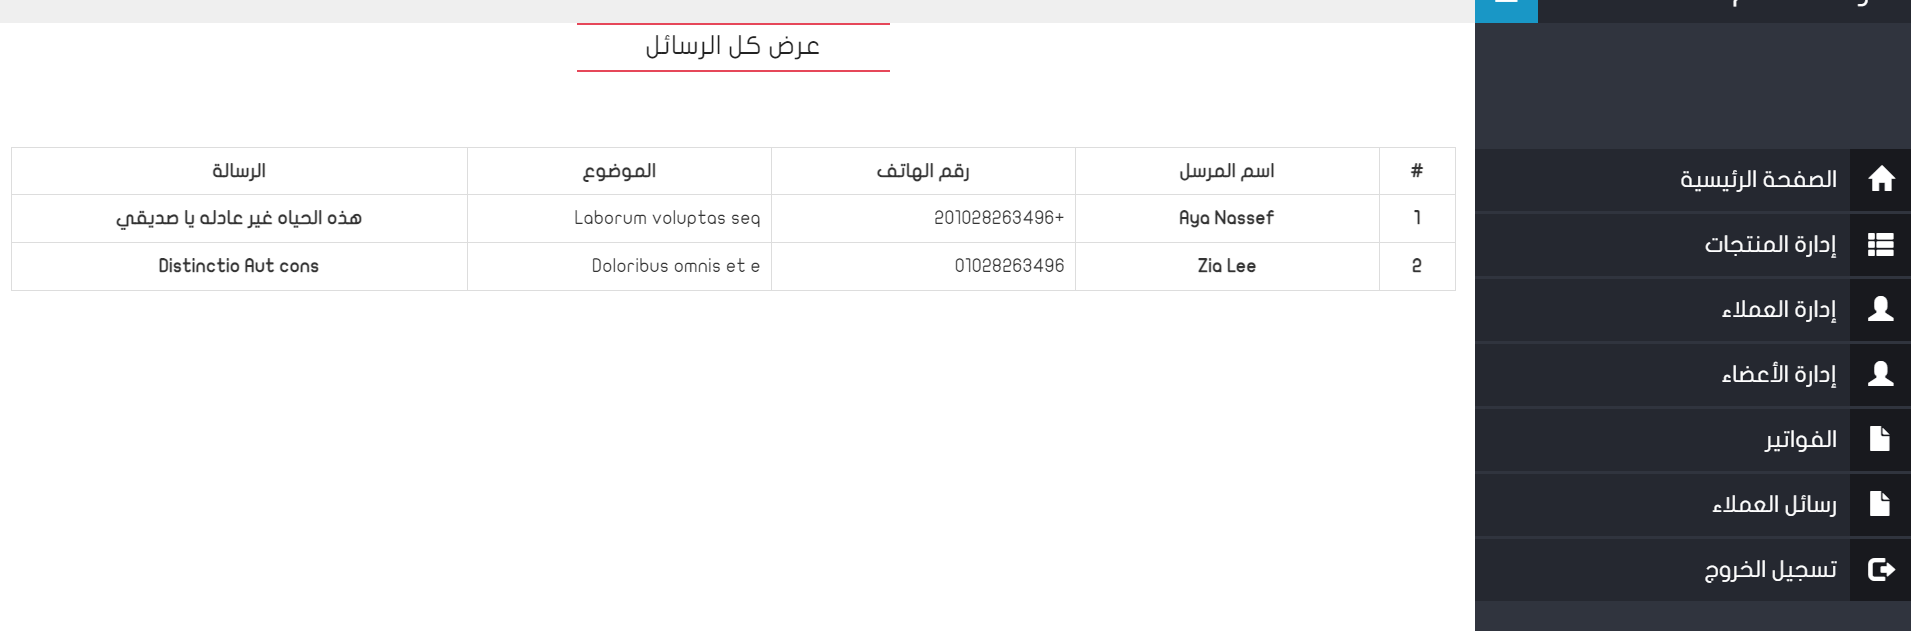 عرض كل الرسائل
# اسم المرسل رقم الهاتف الموضوع الرسالة
1 Aya Nassef 201028263496+ Laborum voluptas seq هذه الحياه غير عادله يا صديقي
2 Zia Lee 01028263496 Doloribus omnis et e Distinctio Aut cons
الصفحة الرئيسية
إدارة المنتجات
إدارة العملاء
إدارة الأعضاء
الفواتير
رسائل العملاء
تسجيل الخروج